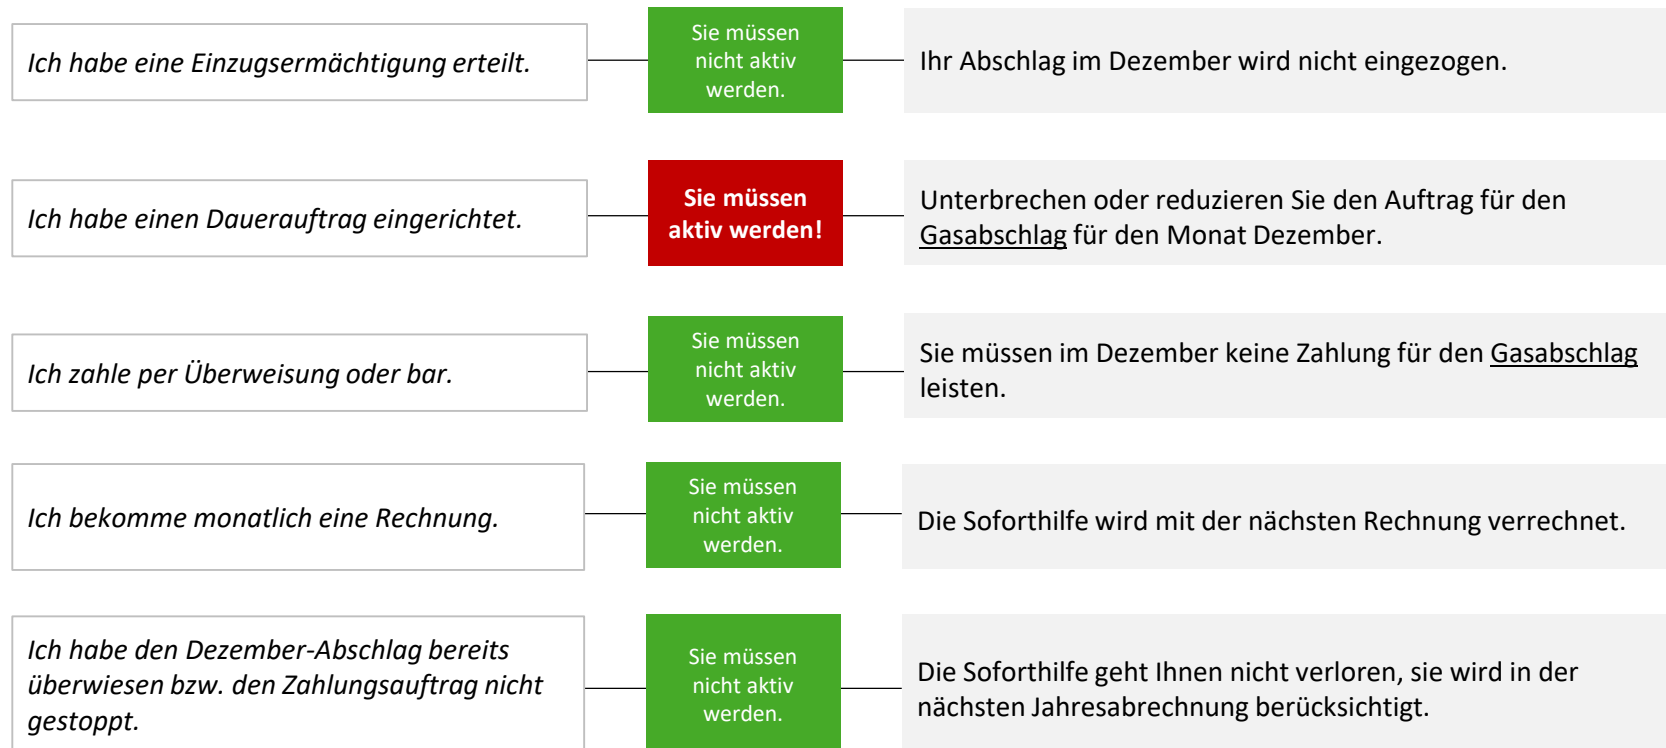 Ich habe eine Einzugsermächtigung erteilt.
Sie müssen
nicht aktiv
werden.
Ihr Abschlag im Dezember wird nicht eingezogen.
Ich habe einen Dauerauftrag eingerichtet.
Sie müssen
aktiv werden!
Unterbrechen oder reduzieren Sie den Auftrag für den
Gasabschlag für den Monat Dezember.
Ich zahle per Überweisung oder bar.
Sie müssen
nicht aktiv
werden.
Sie müssen im Dezember keine Zahlung für den Gasabschlag
leisten.
Ich bekomme monatlich eine Rechnung.
Sie müssen
nicht aktiv
werden.
Die Soforthilfe wird mit der nächsten Rechnung verrechnet.
Ich habe den Dezember-Abschlag bereits
überwiesen bzw. den Zahlungsauftrag nicht
gestoppt.
Sie müssen
nicht aktiv
werden.
Die Soforthilfe geht Ihnen nicht verloren, sie wird in der
nächsten Jahresabrechnung berücksichtigt.